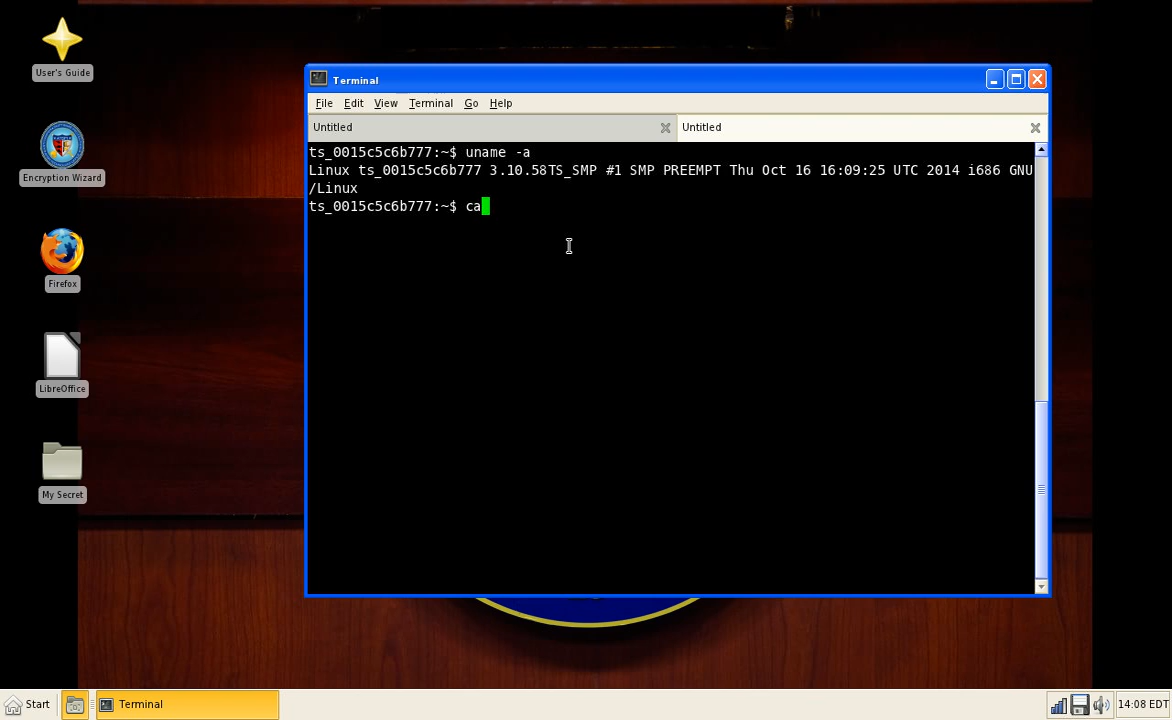 User's Guide
Encryption Wizard
Firefox
LibreOffice
My Secret
Terminal
File Edit View Terminal Go Help
Untitled
Untitled
ts_0015c5c6b777:~$ uname -a
Linux ts_0015c5c6b777 3.10.58TS_SMP #1 SMP PREEMPT Thu Oct 16 16:09:25 UTC 2014 i686 GNU
/Linux
ts_0015c5c6b777:~$ ca
Start
Terminal
14:08 EDT